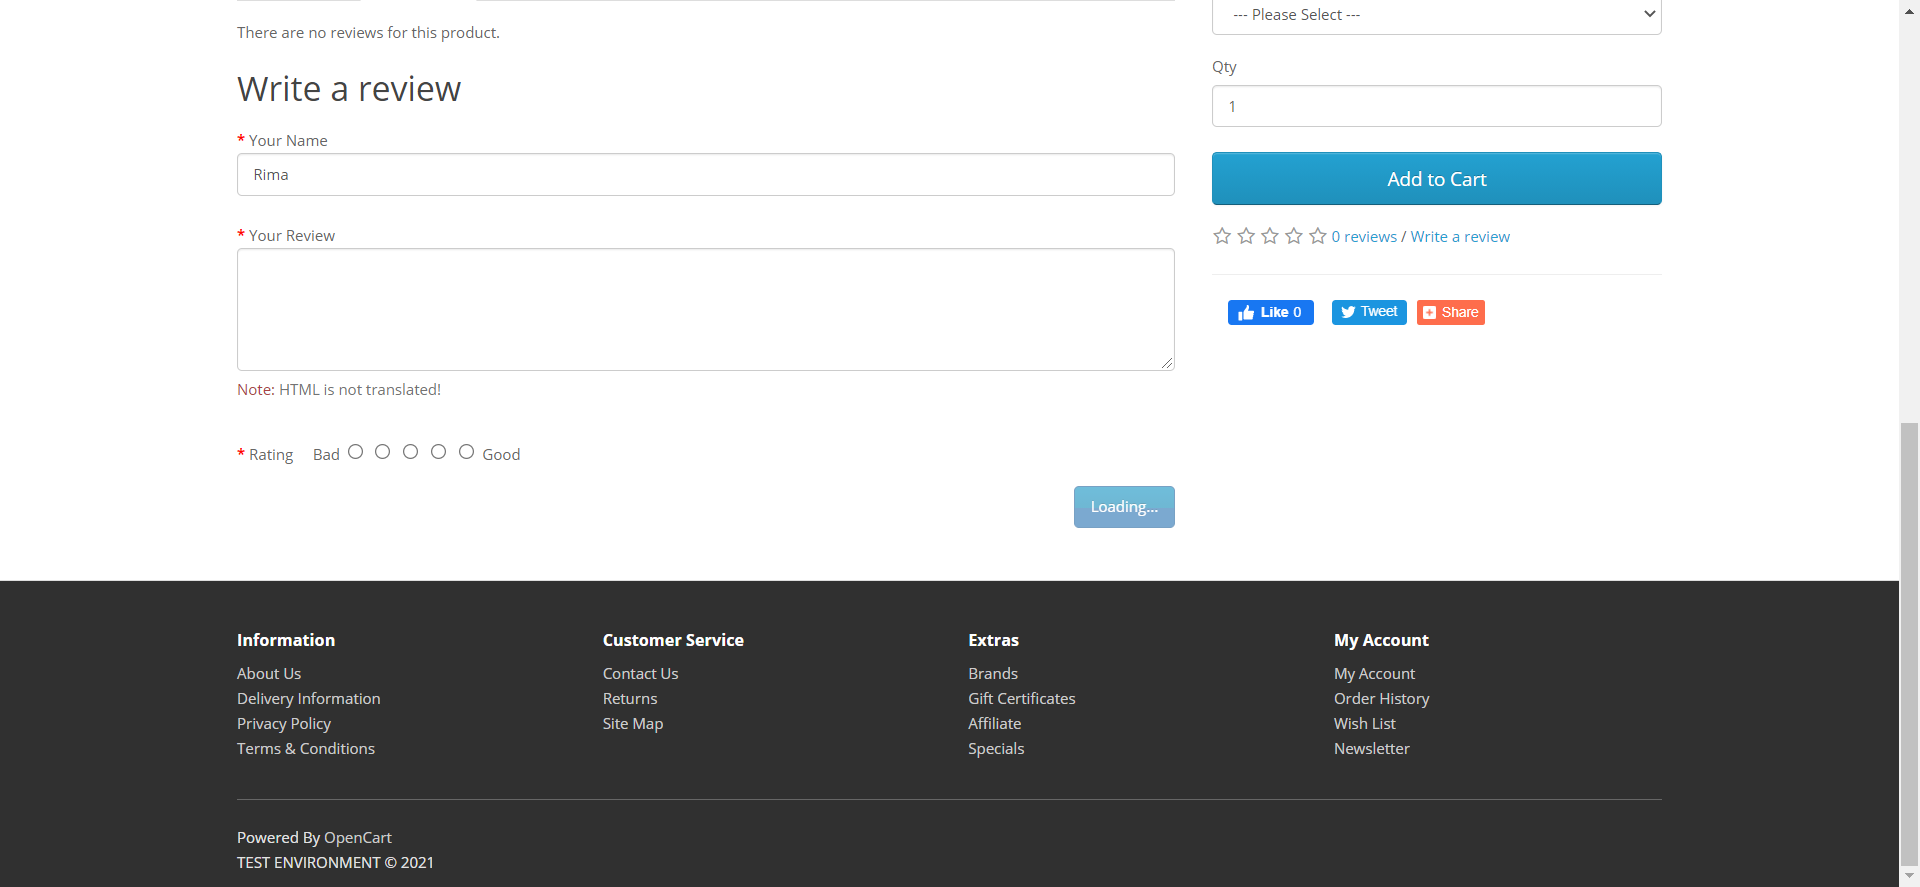 There are no reviews for this product.
Write a review
* Your Name
Rima
* Your Review
Note: HTML is not translated!
* Rating Bad Good
Loading...
--- Please Select ---
Qty
1
Add to Cart
0 reviews / Write a review
Like 0 Tweet Share
Information
About Us
Delivery Information
Privacy Policy
Terms & Conditions
Customer Service
Contact Us
Returns
Site Map
Extras
Brands
Gift Certificates
Affiliate
Specials
My Account
My Account
Order History
Wish List
Newsletter
Powered By OpenCart
TEST ENVIRONMENT © 2021